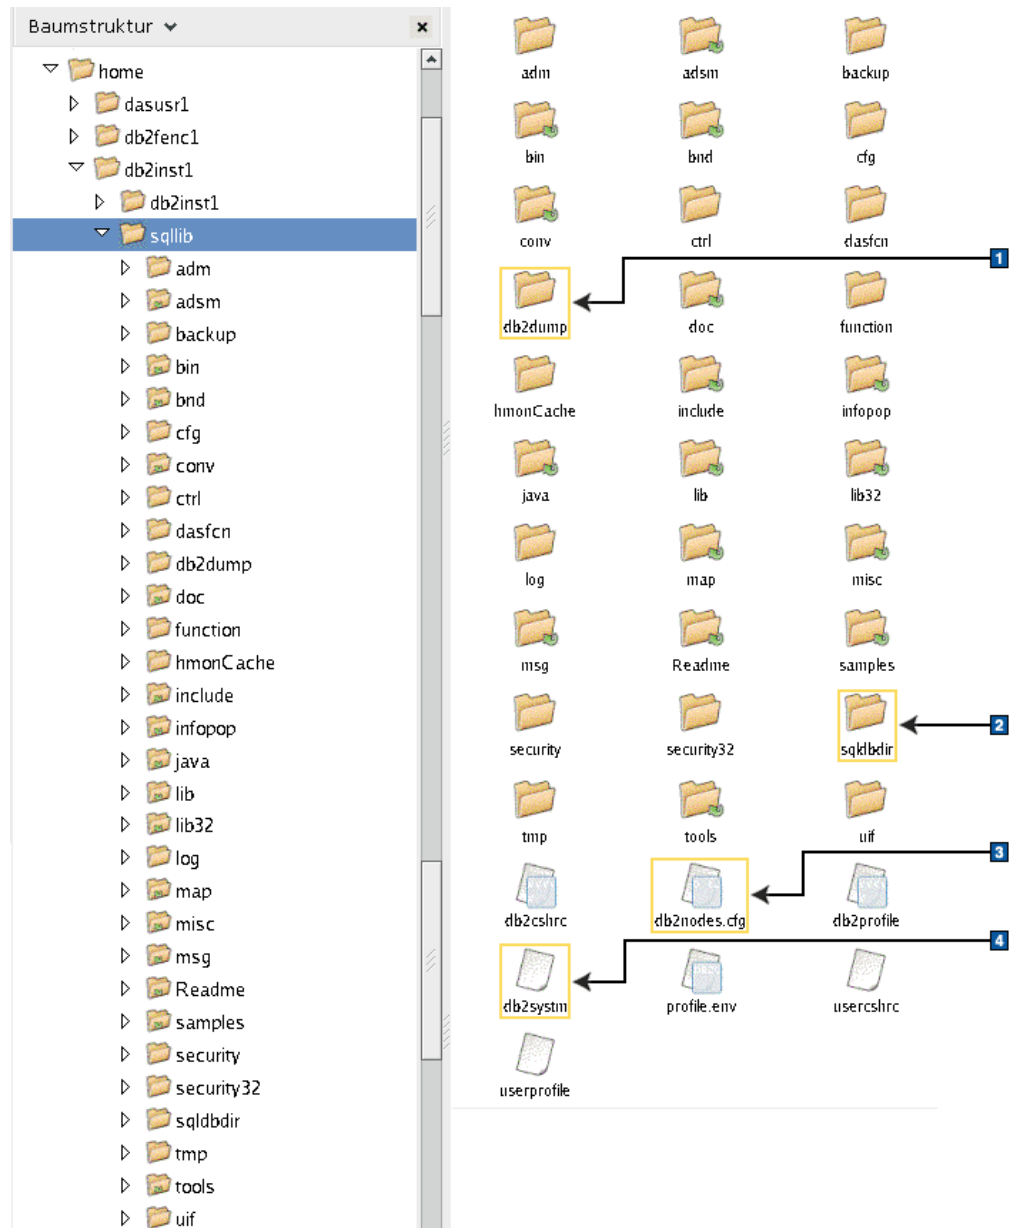 Baumstruktur
home
dasusr1
db2fenc1
db2inst1
db2inst1
sqllib
adm
adsm
backup
bin
bnd
cfg
conv
ctrl
dasfcn
db2dump
doc
function
hmonCache
include
infopop
java
lib
lib32
log
map
misc
msg
Readme
samples
security
security32
sqldbdir
tmp
tools
uif
adm adsm backup
bin bnd cfg
conv ctrl dasfcn
1
db2dump doc function
hmonCache include infopop
java lib lib32
log map misc
msg Readme samples
2
security security32 sqldbdir
tmp tools uif
3
db2cshrc db2nodes.cfg db2profile
4
db2systm profile.env usercshrc
userprofile